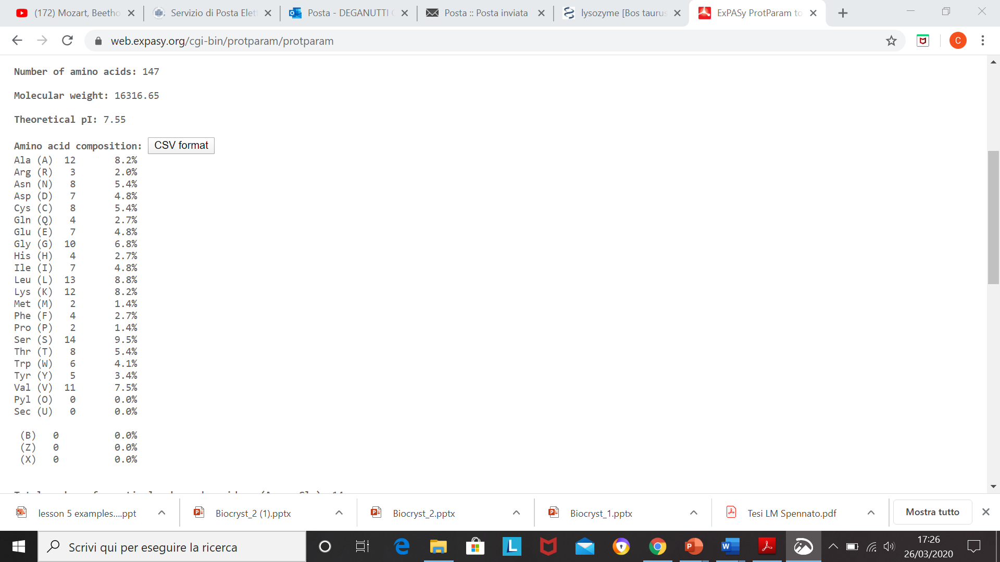 (172) Mozart, Beetho
Servizio di Posta Elet
Posta - DEGANUTTI
Posta :: Posta inviata
lysozyme [Bos taurus
ExPASy ProtParam to
web.expasy.org/cgi-bin/protparam/protparam
C
Number of amino acids: 147
Molecular weight: 16316.65
Theoretical pI: 7.55
Amino acid composition: CSV format
Ala (A) 12 8.2%
Arg (R) 3 2.0%
Asn (N) 8 5.4%
Asp (D) 7 4.8%
Cys (C) 8 5.4%
Gln (Q) 4 2.7%
Glu (E) 7 4.8%
Gly (G) 10 6.8%
His (H) 4 2.7%
Ile (I) 7 4.8%
Leu (L) 13 8.8%
Lys (K) 12 8.2%
Met (M) 2 1.4%
Phe (F) 4 2.7%
Pro (P) 2 1.4%
Ser (S) 14 9.5%
Thr (T) 8 5.4%
Trp (W) 6 4.1%
Tyr (Y) 5 3.4%
Val (V) 11 7.5%
Pyl (O) 0 0.0%
Sec (U) 0 0.0%
(B) 0 0.0%
(Z) 0 0.0%
(X) 0 0.0%
lesson 5 examples....ppt
Biocryst_2 (1).pptx
Biocryst_2.pptx
Biocryst_1.pptx
Tesi LM Spennato.pdf
Mostra tutto
Scrivi qui per eseguire la ricerca
17:26
26/03/2020